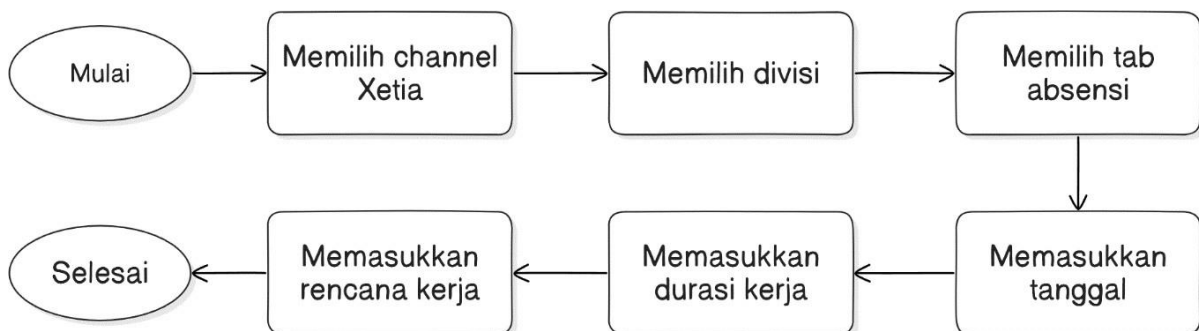 Mulai
Memilih channel
Xetia
Memilih divisi
Memilih tab
absensi
Memasukkan
tanggal
Memasukkan
durasi kerja
Memasukkan
rencana kerja
Selesai